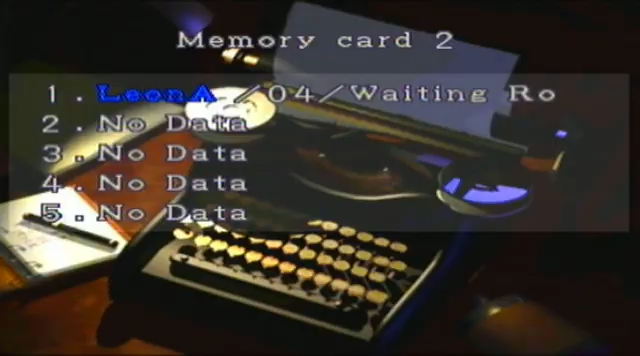 Memory card 2
1. LeonA /04/Waiting Ro
2. No Data
3. No Data
4. No Data
5. No Data